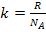 k = R / N_A